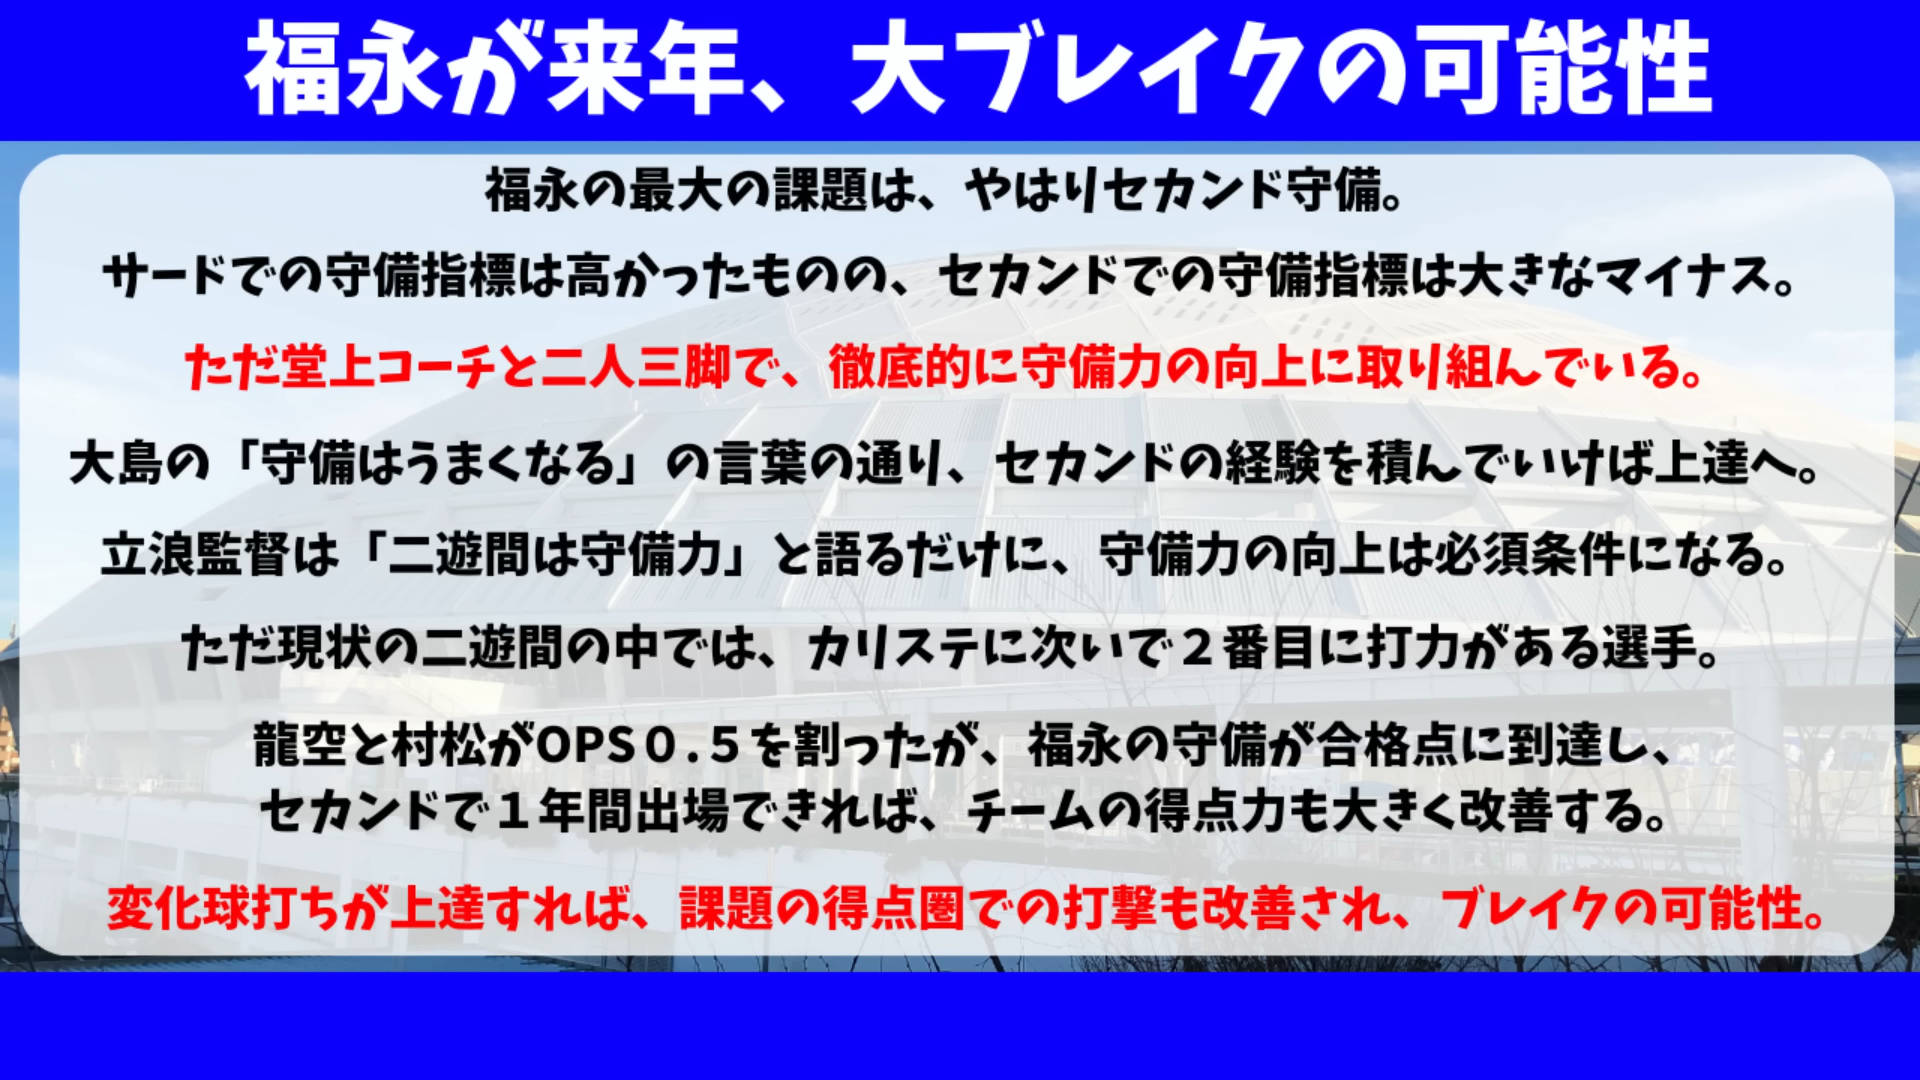 福永が来年、大ブレイクの可能性
福永の最大の課題は、やはりセカンド守備。
サードでの守備指標は高かったものの、セカンドでの守備指標は大きなマイナス。
ただ堂上コーチと二人三脚で、徹底的に守備力の向上に取り組んでいる。
大島の「守備はうまくなる」の言葉の通り、セカンドの経験を積んでいけば上達へ。
立浪監督は「二遊間は守備力」と語るだけに、守備力の向上は必須条件になる。
ただ現状の二遊間の中では、カリステに次いで２番目に打力がある選手。
龍空と村松がOPS０.５を割ったが、福永の守備が合格点に到達し、
セカンドで１年間出場できれば、チームの得点力も大きく改善する。
変化球打ちが上達すれば、課題の得点圏での打撃も改善され、ブレイクの可能性。